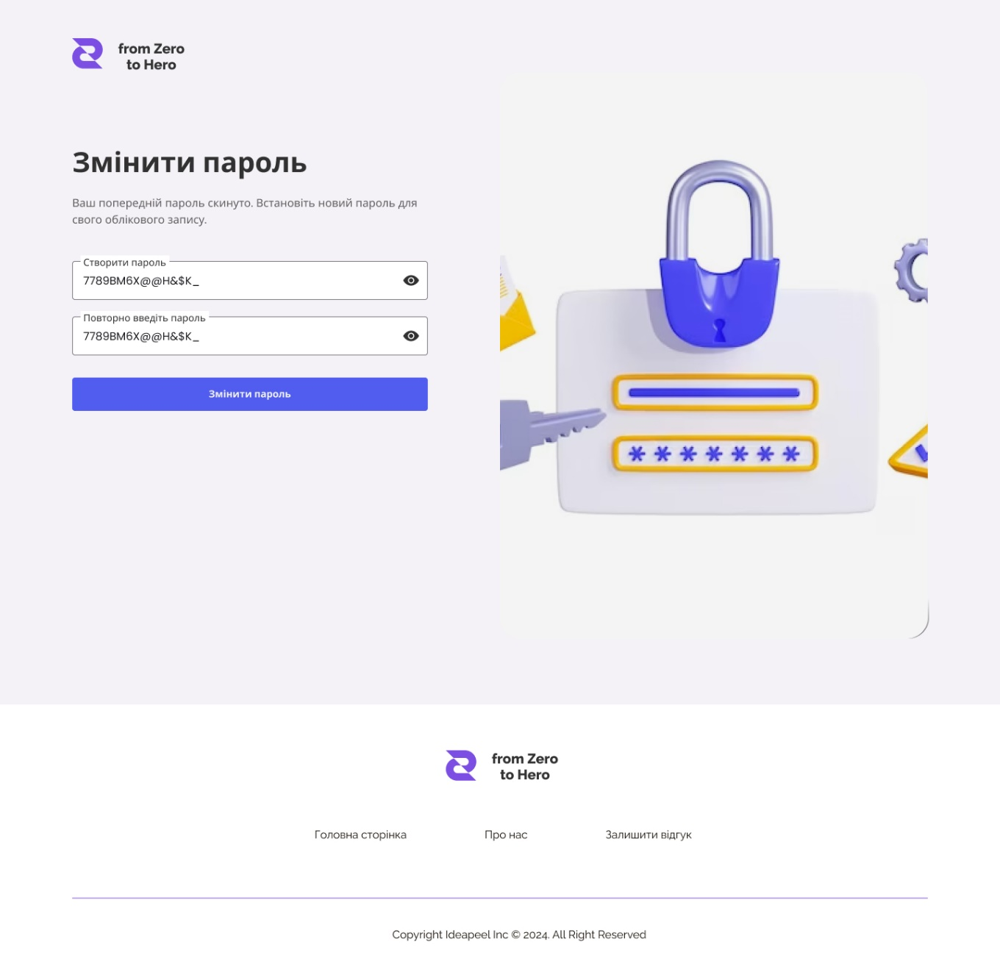 from Zero
to Hero
Змінити пароль
Ваш попередній пароль скинуто. Встановіть новий пароль для
свого облікового запису.
Створити пароль
7789BM6X@@H&$K_
Повторно введіть пароль
7789BM6X@@H&$K_
Змінити пароль
*******
from Zero
to Hero
Головна сторінка
Про нас
Залишити відгук
Copyright Ideapeel Inc © 2024. All Right Reserved